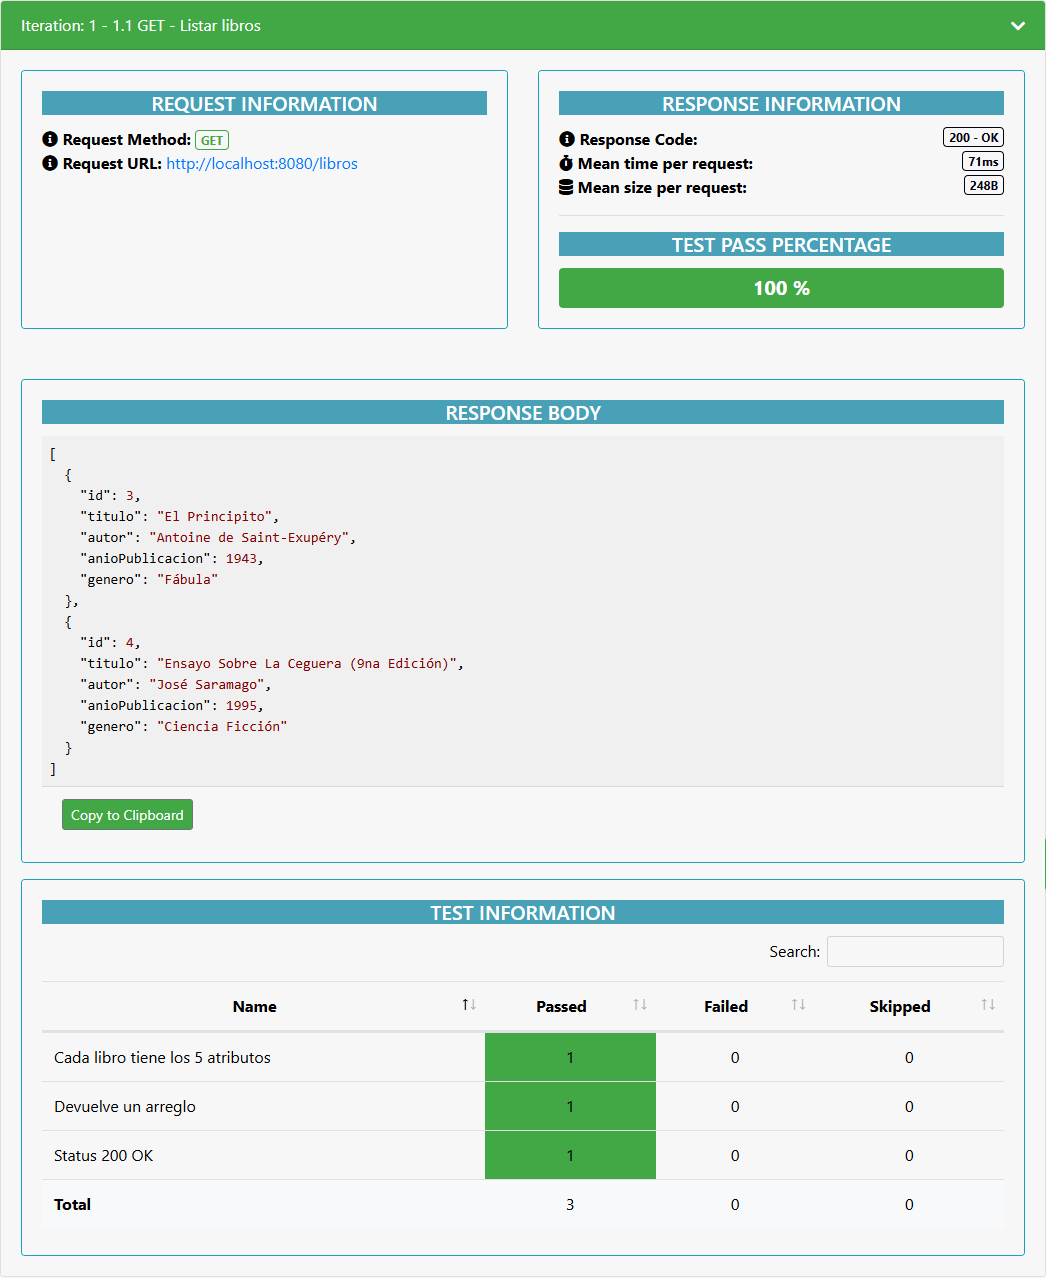 Iteration: 1 - 1.1 GET - Listar libros
REQUEST INFORMATION
Request Method: GET
Request URL: http://localhost:8080/libros
RESPONSE INFORMATION
Response Code: 200 - OK
Mean time per request: 71ms
Mean size per request: 248B
TEST PASS PERCENTAGE
100 %
RESPONSE BODY
[
  {
    "id": 3,
    "titulo": "El Principito",
    "autor": "Antoine de Saint-Exupéry",
    "anioPublicacion": 1943,
    "genero": "Fábula"
  },
  {
    "id": 4,
    "titulo": "Ensayo Sobre La Ceguera (9na Edición)",
    "autor": "José Saramago",
    "anioPublicacion": 1995,
    "genero": "Ciencia Ficción"
  }
]
Copy to Clipboard
TEST INFORMATION
Search:
Name Passed Failed Skipped
Cada libro tiene los 5 atributos 1 0 0
Devuelve un arreglo 1 0 0
Status 200 OK 1 0 0
Total 3 0 0